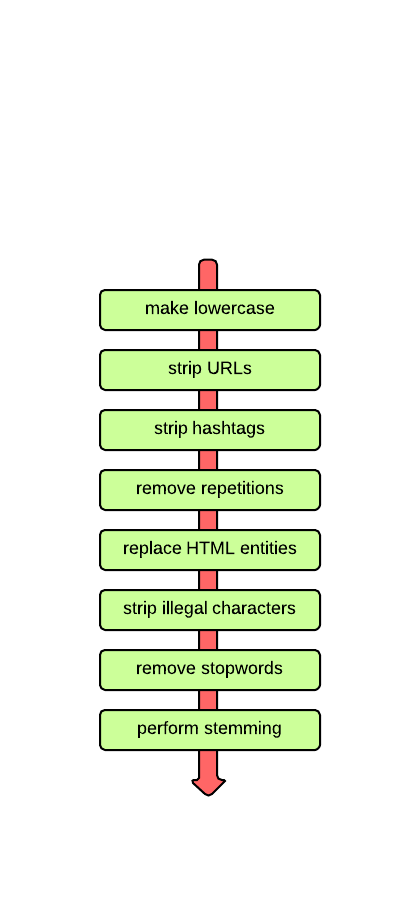 make lowercase
strip URLs
strip hashtags
remove repetitions
replace HTML entities
strip illegal characters
remove stopwords
perform stemming